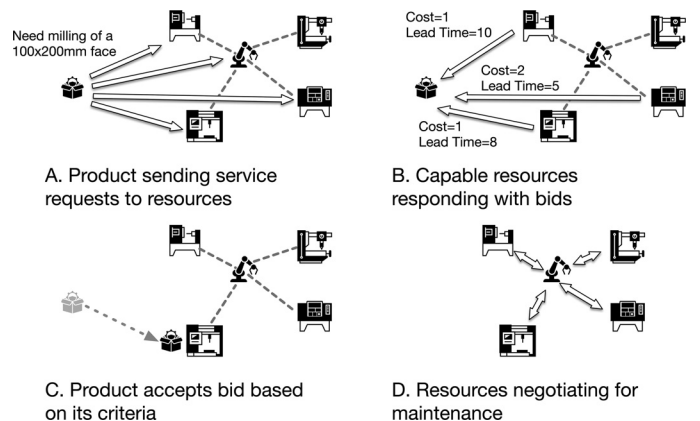 Need milling of a
100x200mm face
A. Product sending service
requests to resources
Cost=1
Lead Time=10
Cost=2
Lead Time=5
Cost=1
Lead Time=8
B. Capable resources
responding with bids
C. Product accepts bid based
on its criteria
D. Resources negotiating for
maintenance